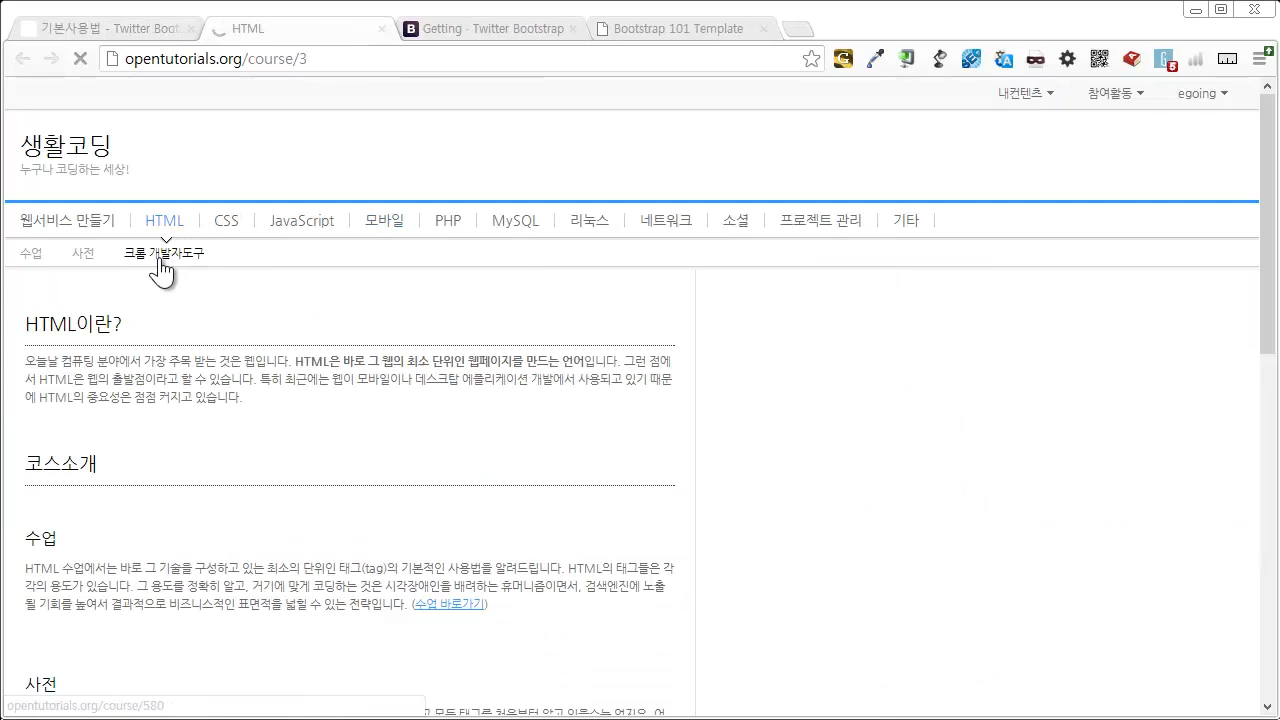 기본사용법 - Twitter Boot
HTML
Getting · Twitter Bootstrap
Bootstrap 101 Template
opentutorials.org/course/3
내컨텐츠
참여활동
egoing
생활코딩
누구나 코딩하는 세상!
웹서비스 만들기
HTML
CSS
JavaScript
모바일
PHP
MySQL
리눅스
네트워크
소셜
프로젝트 관리
기타
수업
사전
크롬 개발자도구
HTML이란?
오늘날 컴퓨팅 분야에서 가장 주목 받는 것은 웹입니다. HTML은 바로 그 웹의 최소 단위인 웹페이지를 만드는 언어입니다. 그런 점에
서 HTML은 웹의 출발점이라고 할 수 있습니다. 특히 최근에는 웹이 모바일이나 데스크탑 에플리케이션 개발에서 사용되고 있기 때문
에 HTML의 중요성은 점점 커지고 있습니다.
코스소개
수업
HTML 수업에서는 바로 그 기술을 구성하고 있는 최소의 단위인 태그(tag)의 기본적인 사용법을 알려드립니다. HTML의 태그들은 각
각의 용도가 있습니다. 그 용도를 정확히 알고, 거기에 맞게 코딩하는 것은 시각장애인을 배려하는 휴머니즘이면서, 검색엔진에 노출
될 기회를 높여서 결과적으로 비즈니스적인 표면적을 넓힐 수 있는 전략입니다. (수업 바로가기)
사전
opentutorials.org/course/580